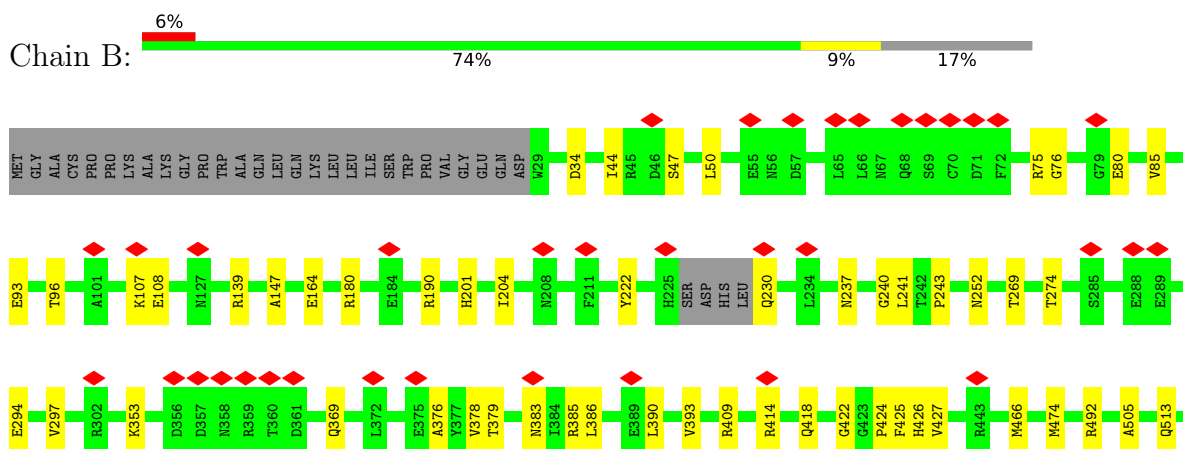 6%
Chain B:
74% 9% 17%
MET GLY ALA CYS PRO PRO LYS ALA LYS GLY PRO TRP ALA GLN LEU GLN LYS LEU LEU ILE SER TRP PRO VAL GLY GLU GLN ASP W29 D34 I44 R45 D46 S47 L50 E55 N56 D57 L65 L66 N67 Q68 S69 C70 D71 F72 R75 G76 G79 E80 V85
E93 T96 A101 K107 E108 N127 R139 A147 E164 R180 E184 R190 H201 I204 N208 F211 Y222 H225 SER ASP HIS LEU Q230 L234 N237 G240 L241 T242 P243 N252 T269 T274 S285 E288 E289
E294 V297 R302 K353 D356 D357 N358 R359 T360 D361 Q369 L372 E375 A376 Y377 V378 T379 N383 I384 R385 L386 E389 L390 V393 R409 R414 Q418 G422 G423 P424 F425 H426 V427 R443 M466 M474 R492 A505 Q513